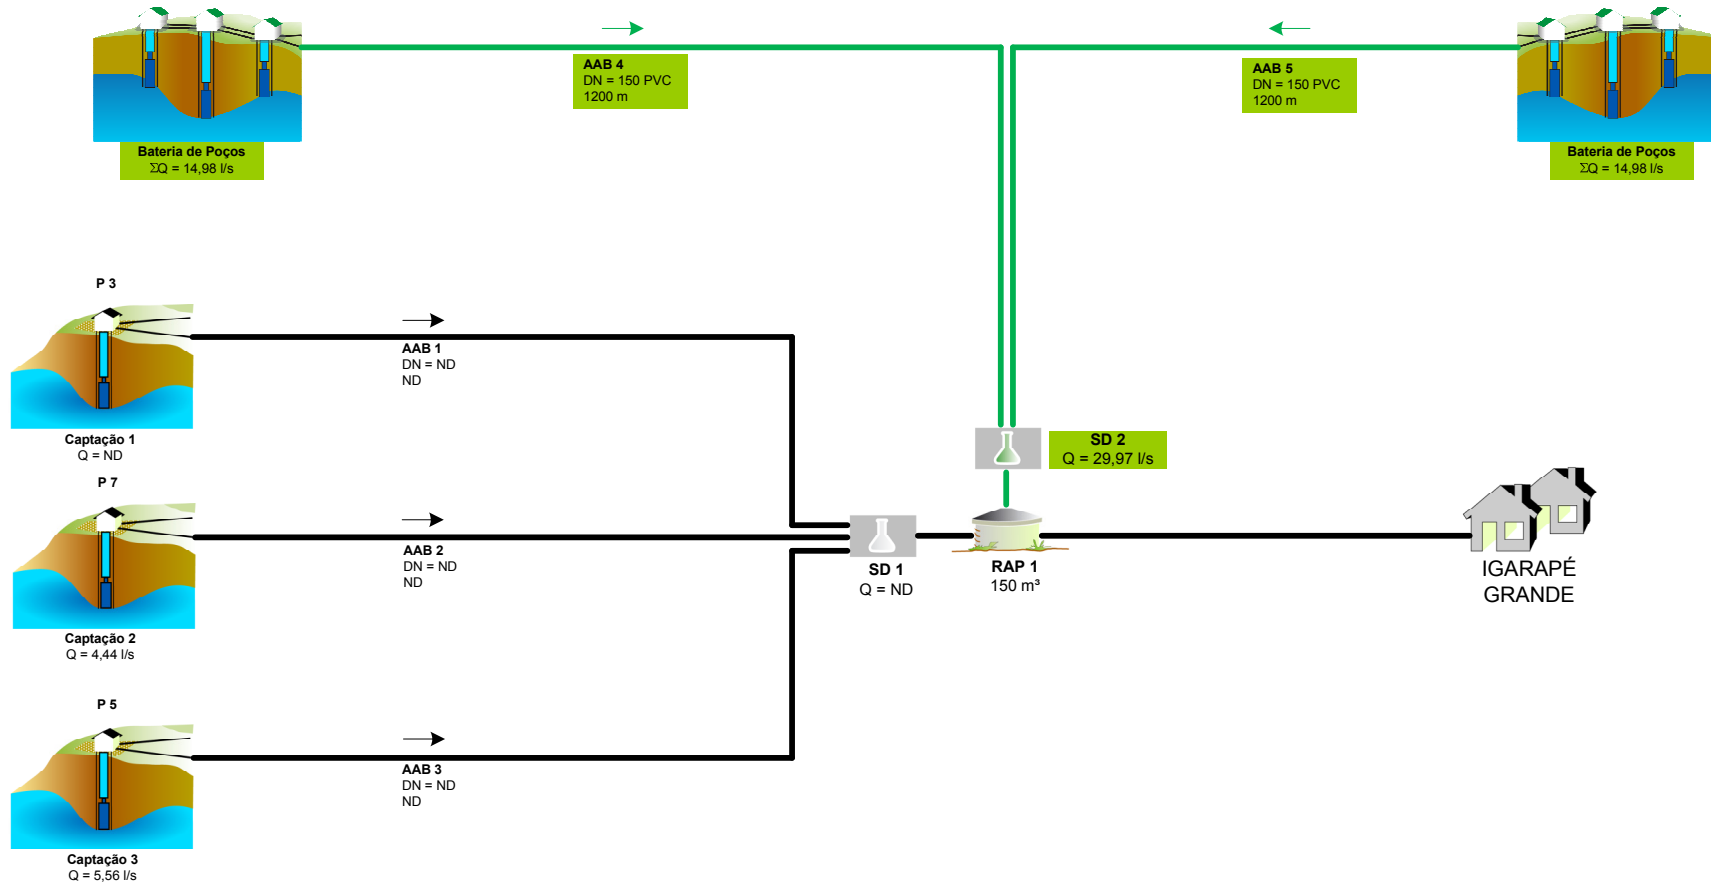 AAB 4
DN = 150 PVC
1200 m
AAB 5
DN = 150 PVC
1200 m
Bateria de Poços
ΣQ = 14,98 l/s
Bateria de Poços
ΣQ = 14,98 l/s
P 3
AAB 1
DN = ND
ND
Captação 1
Q = ND
P 7
AAB 2
DN = ND
ND
Captação 2
Q = 4,44 l/s
P 5
AAB 3
DN = ND
ND
Captação 3
Q = 5,56 l/s
SD 2
Q = 29,97 l/s
SD 1
Q = ND
RAP 1
150 m³
IGARAPÉ
GRANDE